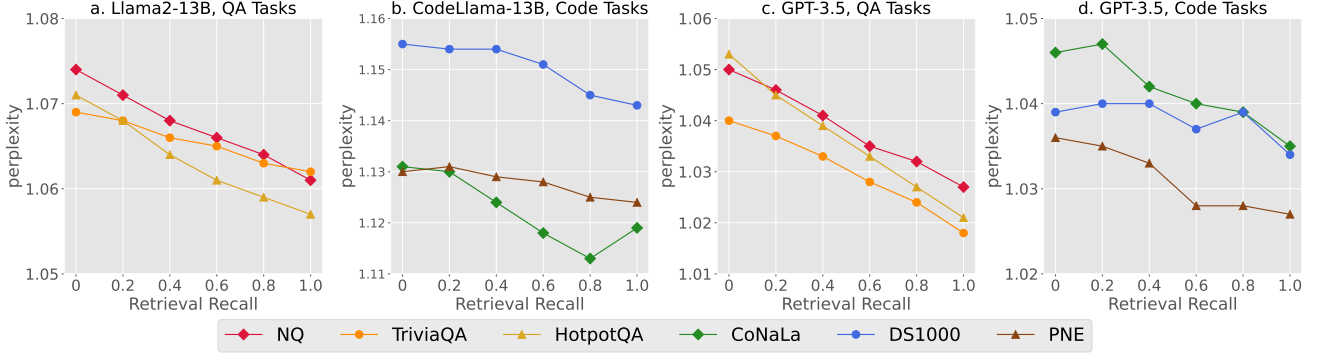 a. Llama2-13B, QA Tasks
perplexity
1.08
1.07
1.06
1.05
0 0.2 0.4 0.6 0.8 1.0
Retrieval Recall
b. CodeLlama-13B, Code Tasks
perplexity
1.16
1.15
1.14
1.13
1.12
1.11
0 0.2 0.4 0.6 0.8 1.0
Retrieval Recall
c. GPT-3.5, QA Tasks
perplexity
1.06
1.05
1.04
1.03
1.02
1.01
0 0.2 0.4 0.6 0.8 1.0
Retrieval Recall
d. GPT-3.5, Code Tasks
perplexity
1.05
1.04
1.03
1.02
0 0.2 0.4 0.6 0.8 1.0
Retrieval Recall
NQ TriviaQA HotpotQA CoNaLa DS1000 PNE